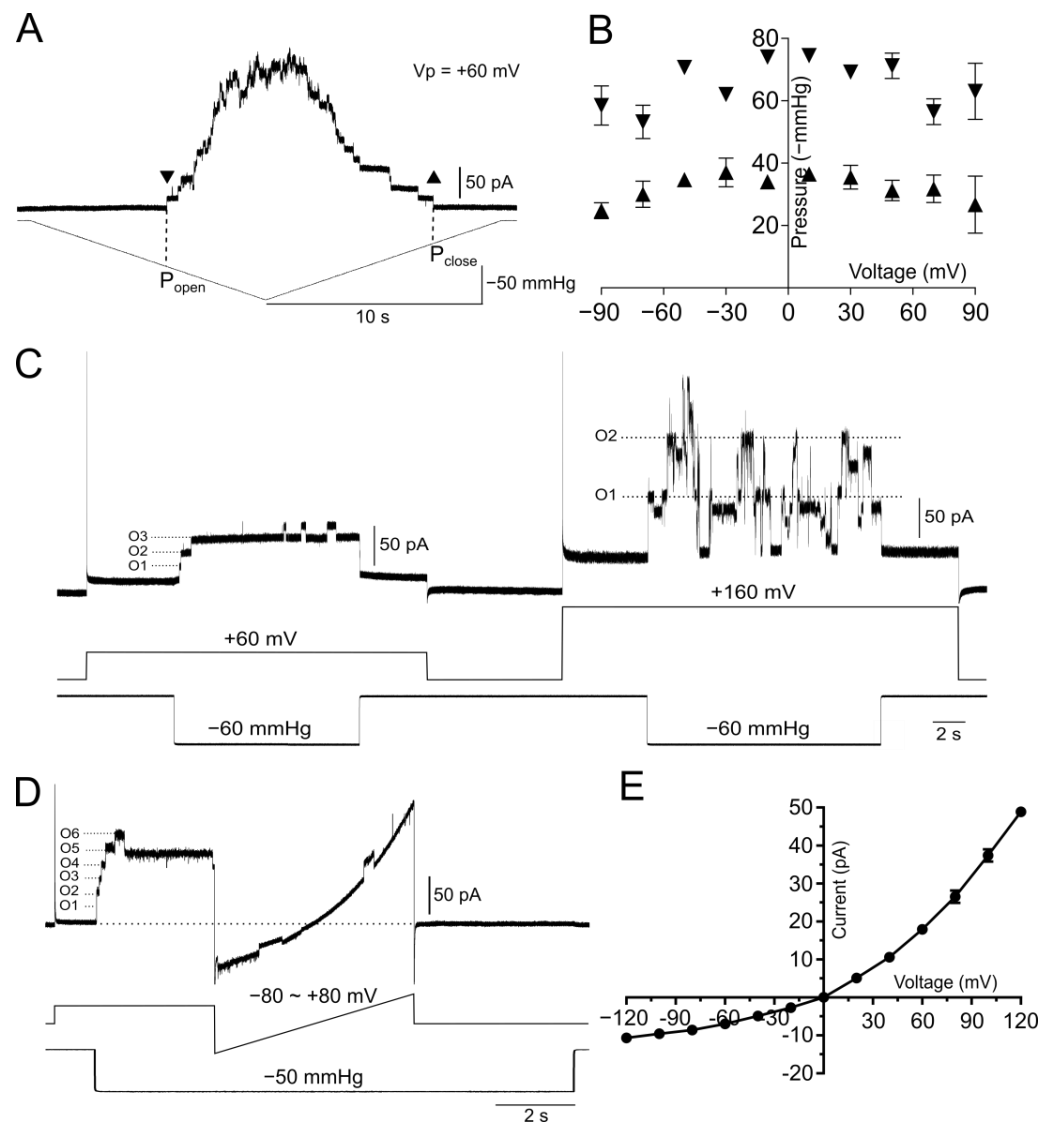 A
Vp = +60 mV
50 pA
P_open
P_close
−50 mmHg
10 s
B
80
60
40
20
Pressure (−mmHg)
Voltage (mV)
−90 −60 −30 0 30 60 90
C
O3
O2
O1
50 pA
O2
O1
50 pA
+60 mV
+160 mV
−60 mmHg
−60 mmHg
2 s
D
O6
O5
O4
O3
O2
O1
50 pA
−80 ~ +80 mV
−50 mmHg
2 s
E
50
40
30
20
10
0
-10
-20
Current (pA)
Voltage (mV)
−120 -90 -60 -30 30 60 90 120